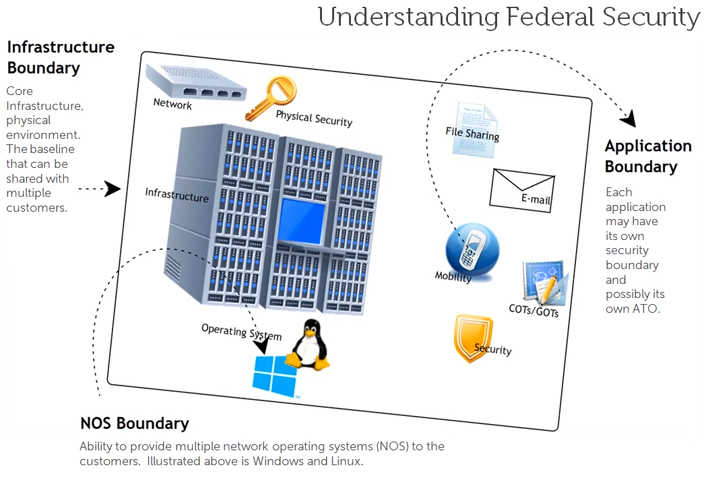 Understanding Federal Security
Infrastructure
Boundary
Core
Infrastructure,
physical
environment.
The baseline
that can be
shared with
multiple
customers.
Network
Physical Security
Infrastructure
Operating System
File Sharing
E-mail
Mobility
COTs/GOTs
Security
Application
Boundary
Each
application
may have
its own
security
boundary
and
possibly its
own ATO.
NOS Boundary
Ability to provide multiple network operating systems (NOS) to the
customers. Illustrated above is Windows and Linux.